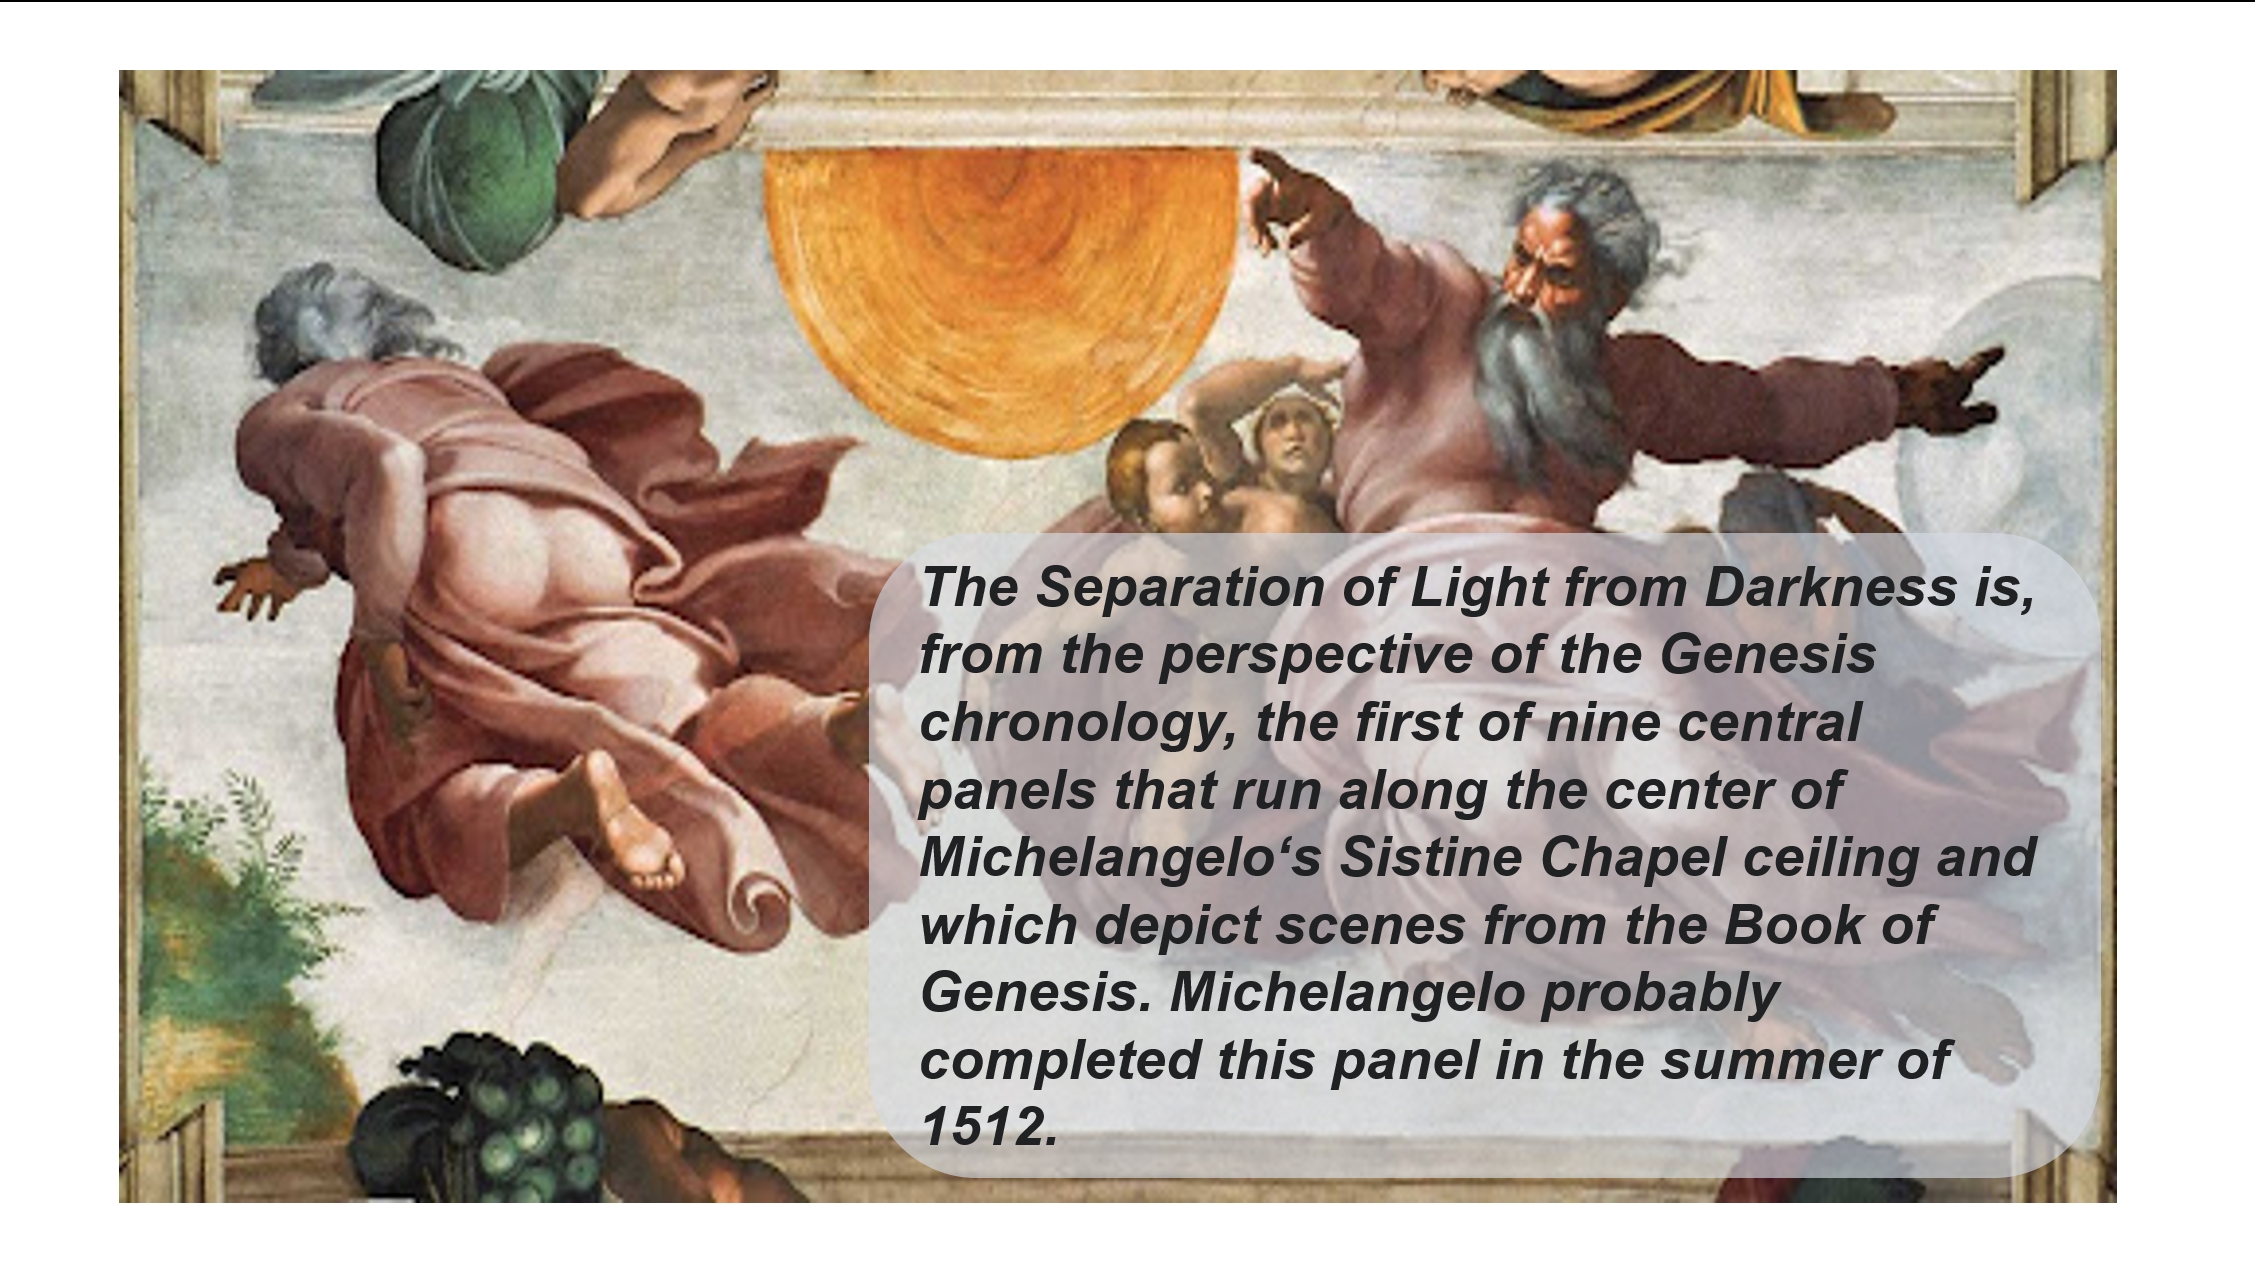 The Separation of Light from Darkness is,
from the perspective of the Genesis
chronology, the first of nine central
panels that run along the center of
Michelangelo‘s Sistine Chapel ceiling and
which depict scenes from the Book of
Genesis. Michelangelo probably
completed this panel in the summer of
1512.